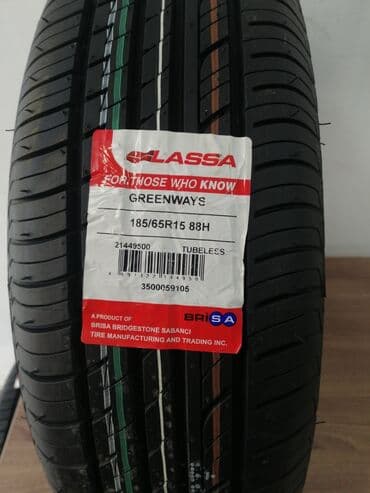 LASSA
FOR THOSE WHO KNOW
GREENWAYS
185/65R15 88H
21449500 TUBELESS
3500059105
BRiSA
A PRODUCT OF
BRISA BRIDGESTONE SABANCI
TIRE MANUFACTURING AND TRADING INC.